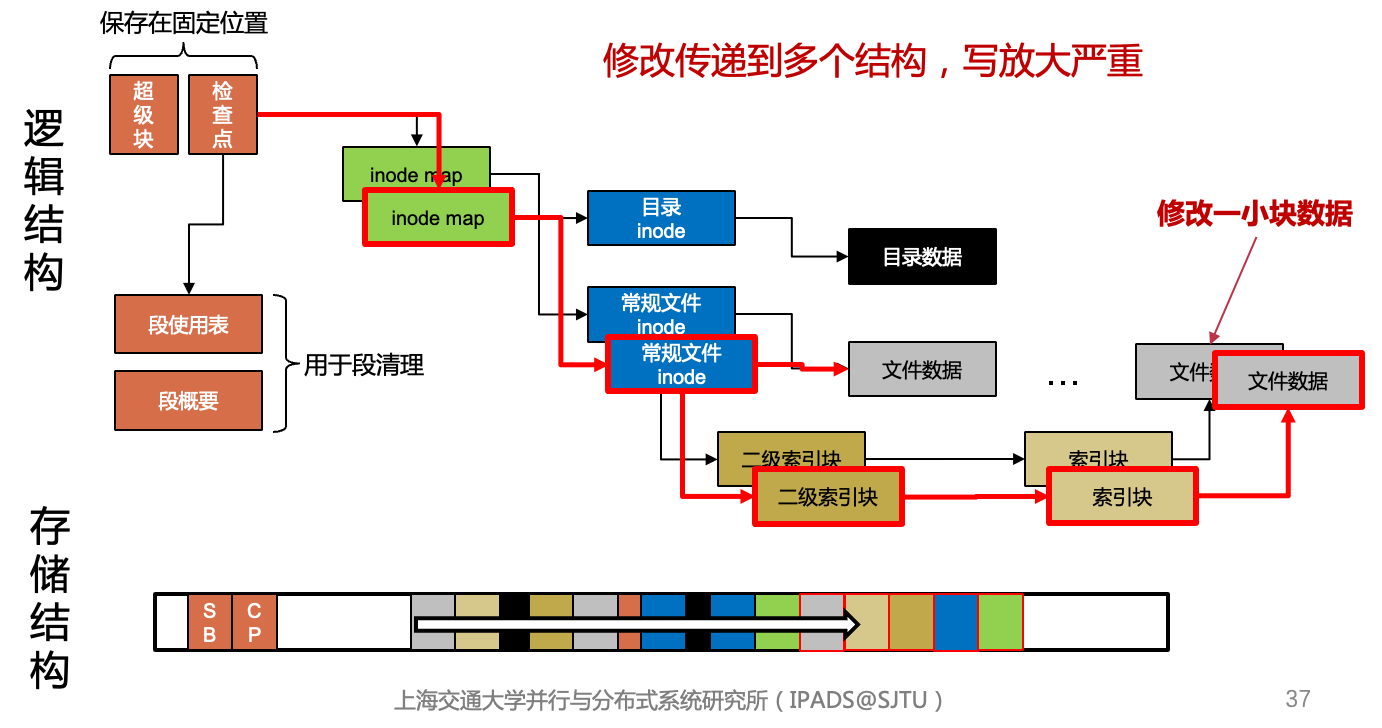 保存在固定位置
修改传递到多个结构，写放大严重
超级块
检查点
逻辑结构
inode map
inode map
目录
inode
目录数据
修改一小块数据
段使用表
段概要
用于段清理
常规文件
inode
常规文件
inode
文件数据
...
文件
文件数据
二级索引块
二级索引块
索引块
索引块
存储结构
SB
CP
上海交通大学并行与分布式系统研究所（IPADS@SJTU）
37